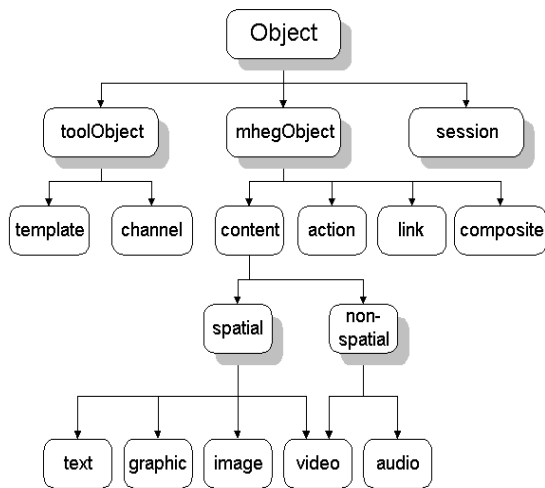 Object
toolObject
mhegObject
session
template
channel
content
action
link
composite
spatial
non-
spatial
text
graphic
image
video
audio